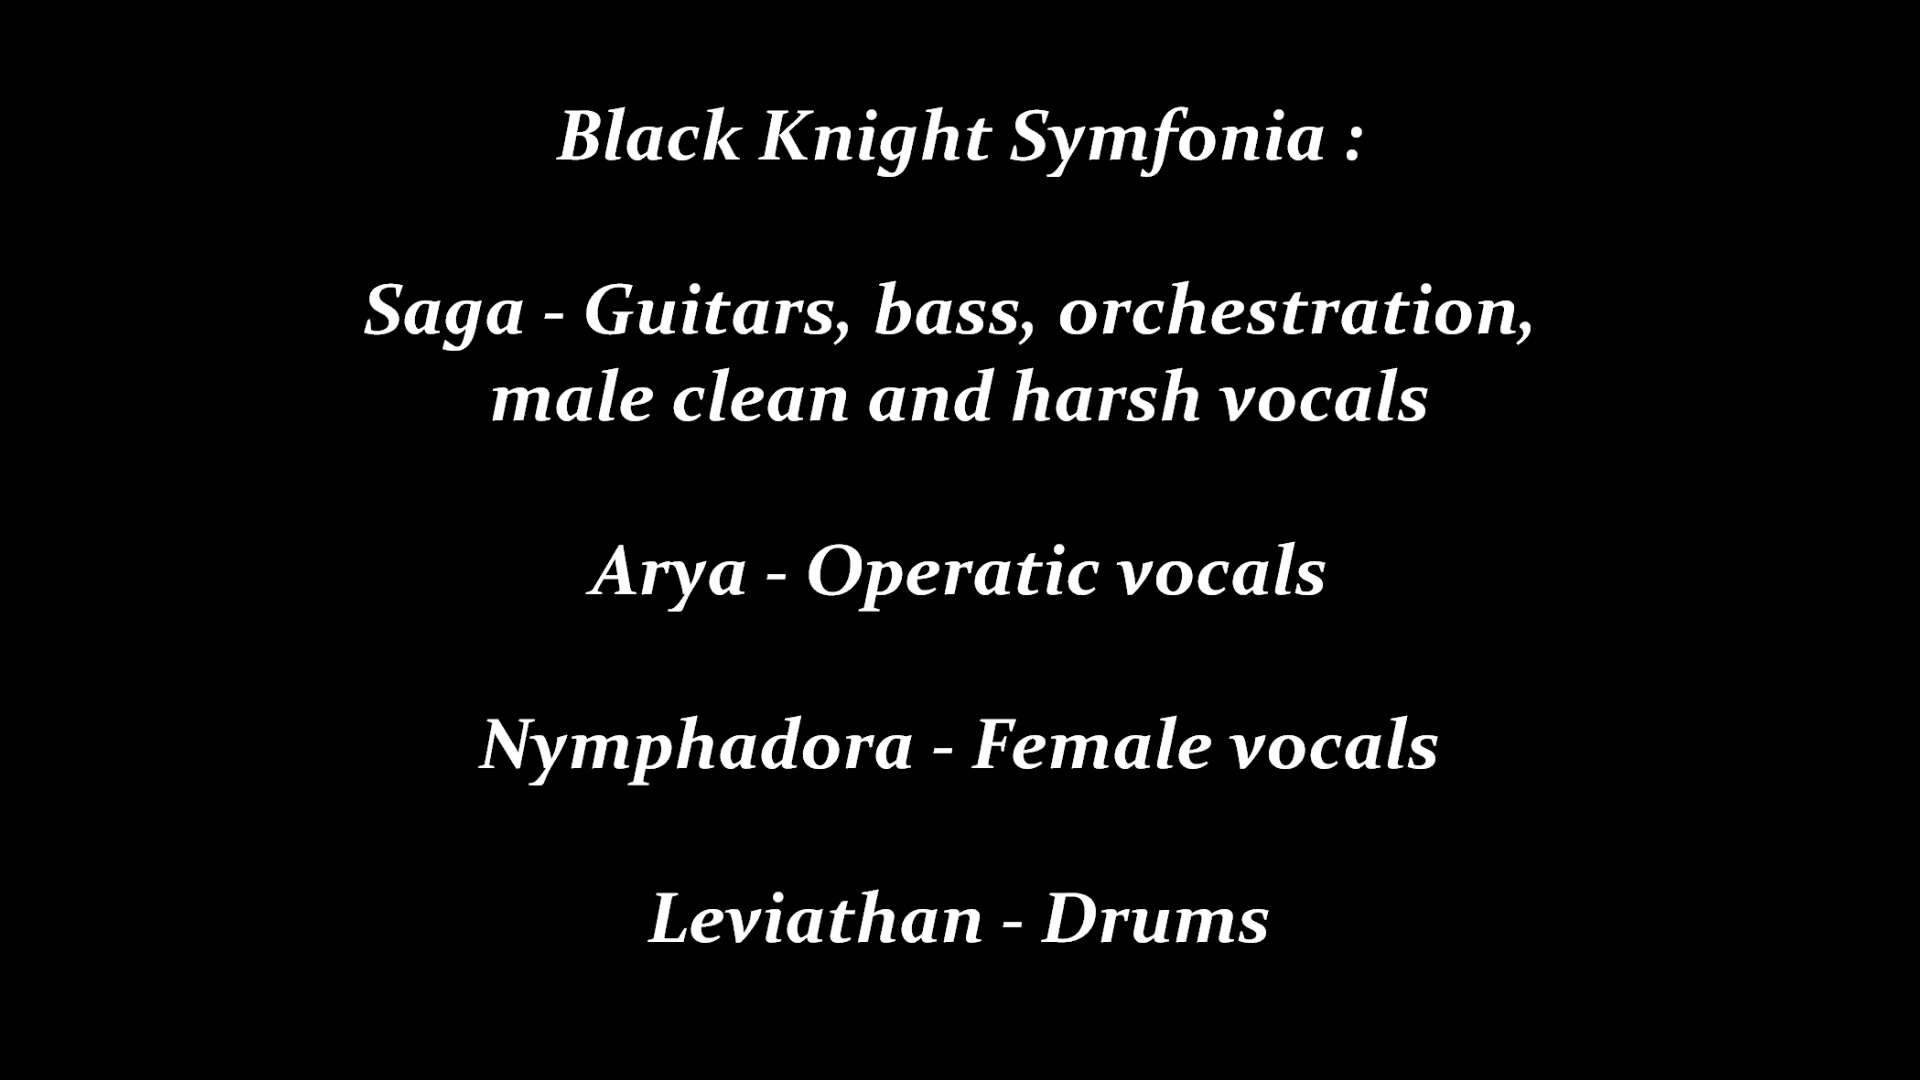 Black Knight Symfonia :
Saga - Guitars, bass, orchestration,
male clean and harsh vocals
Arya - Operatic vocals
Nymphadora - Female vocals
Leviathan - Drums